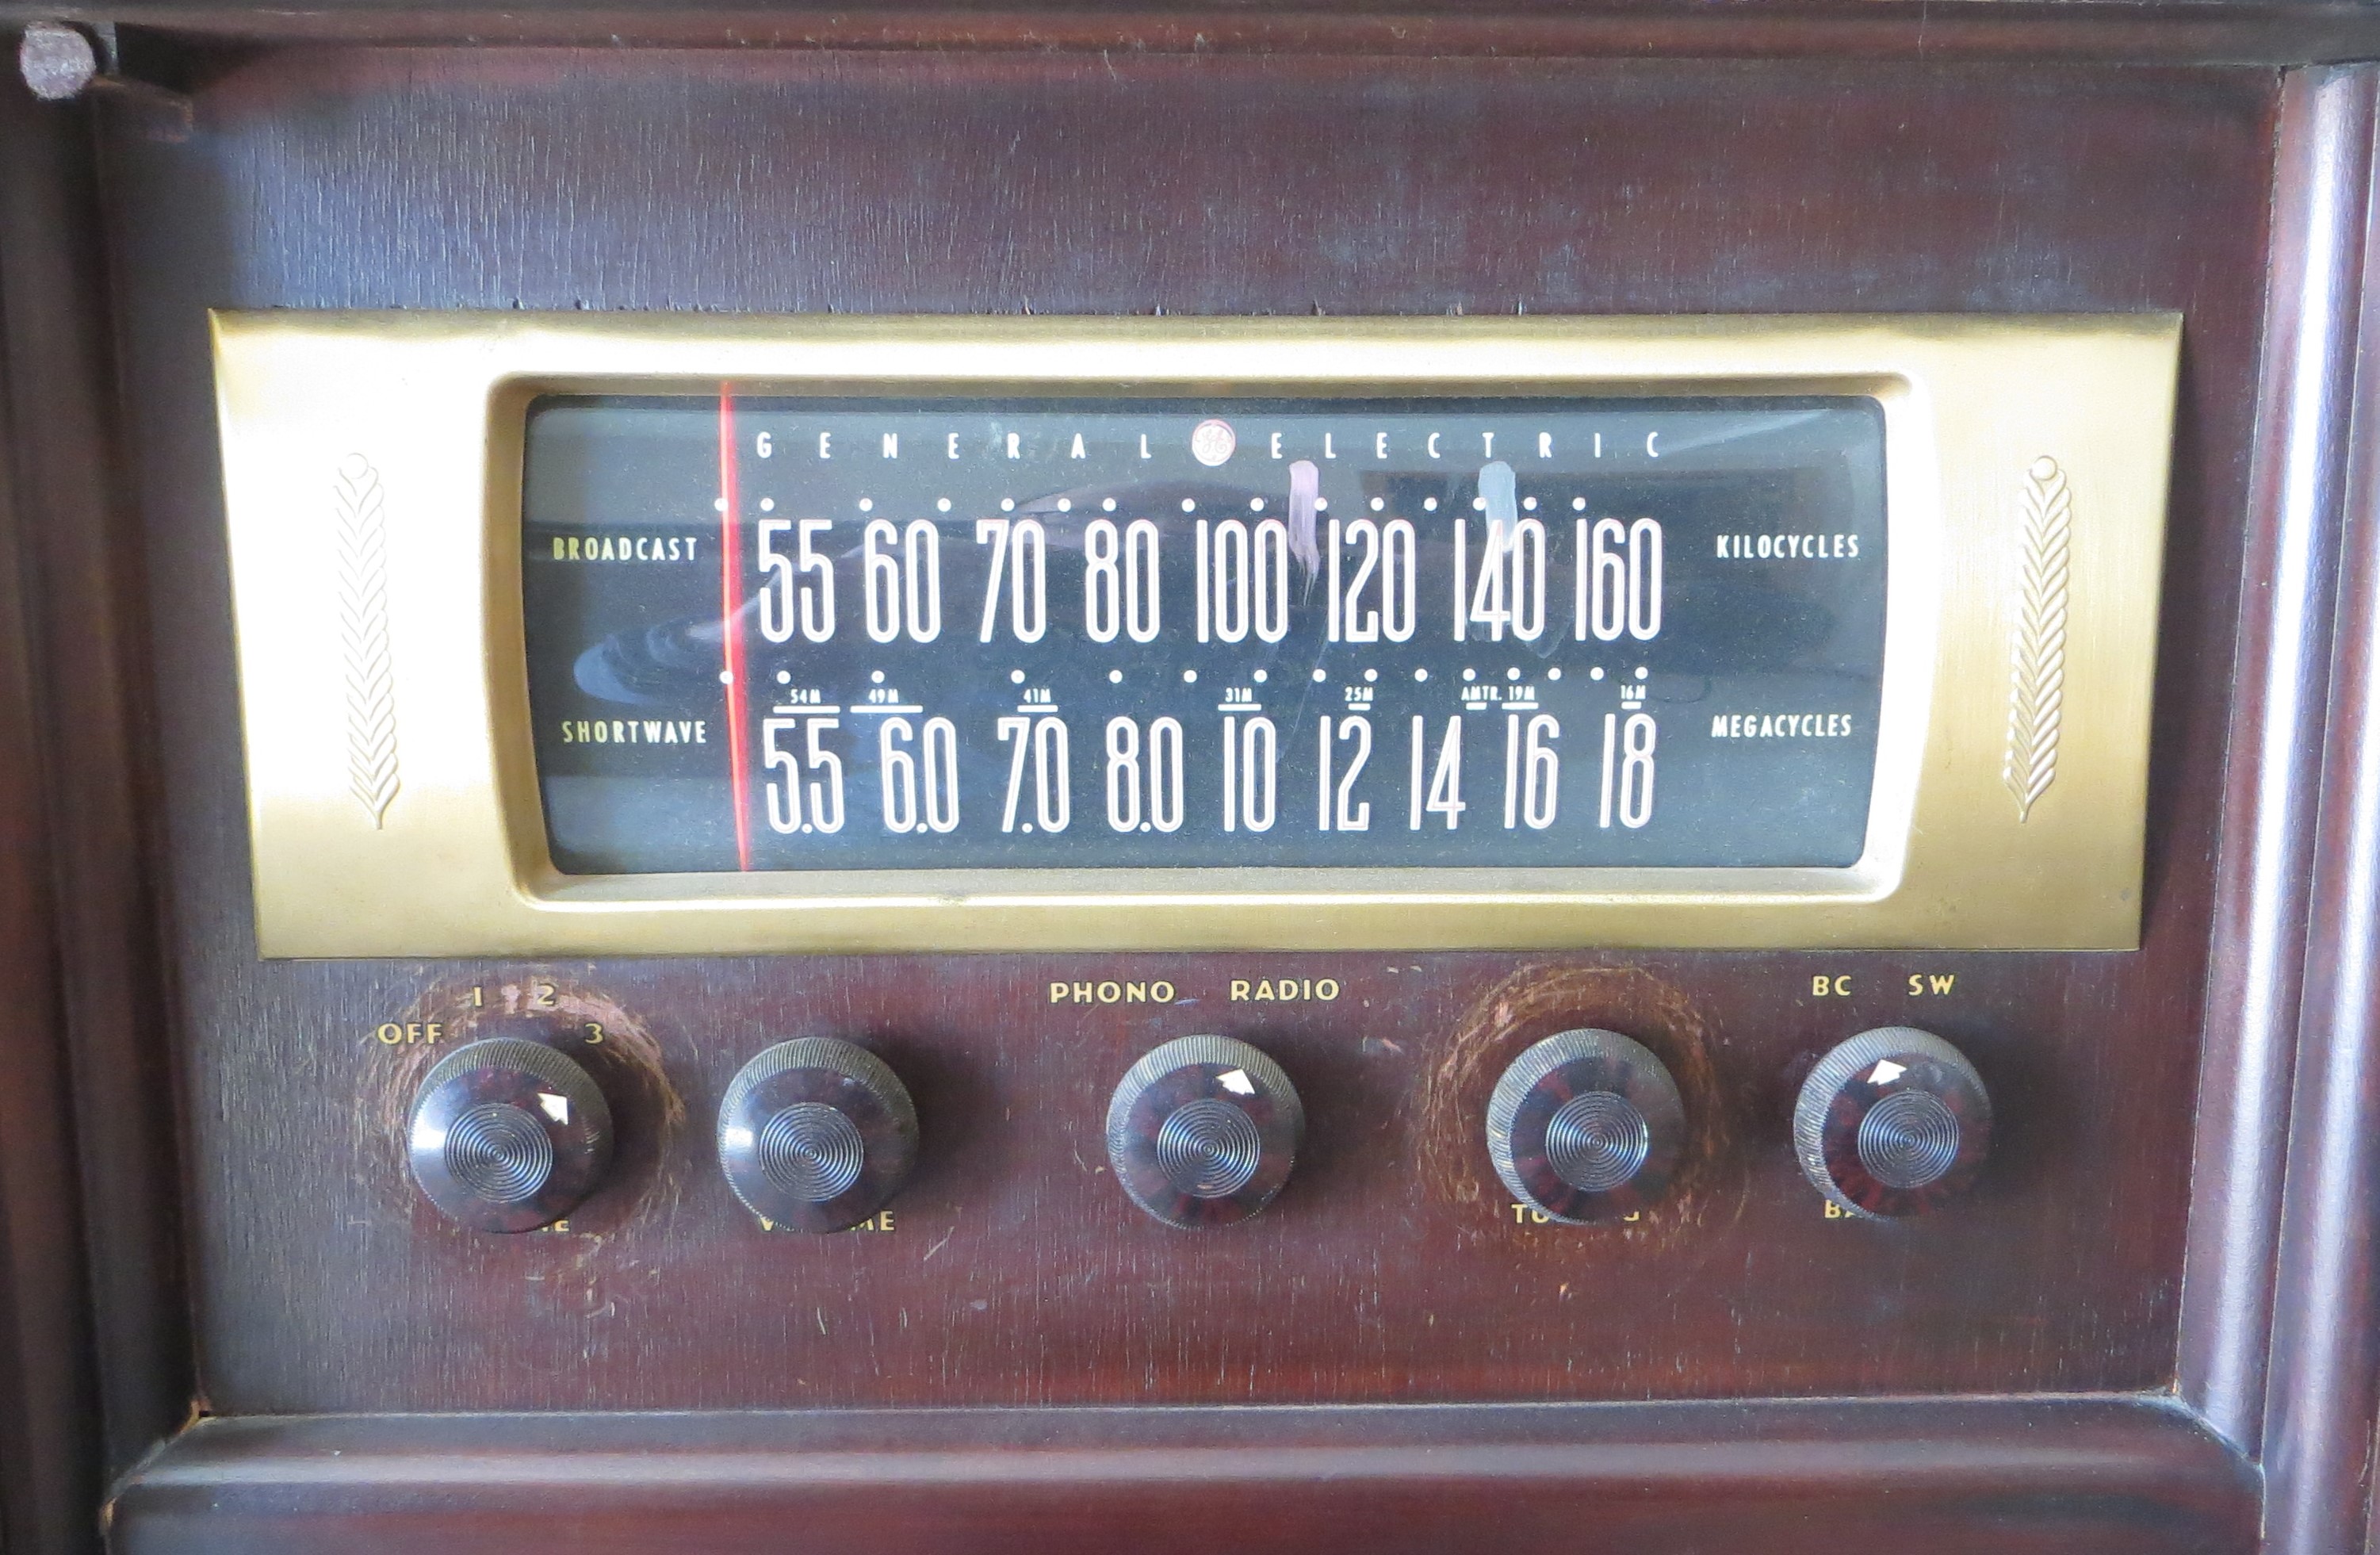 GENERAL GE ELECTRIC
BROADCAST 55 60 70 80 100 120 140 160 KILOCYCLES
54M 49M 41M 31M 25M AMTR. 19M 16M
SHORTWAVE 5.5 6.0 7.0 8.0 10 12 14 16 18 MEGACYCLES
1 2 PHONO RADIO BC SW
OFF 3